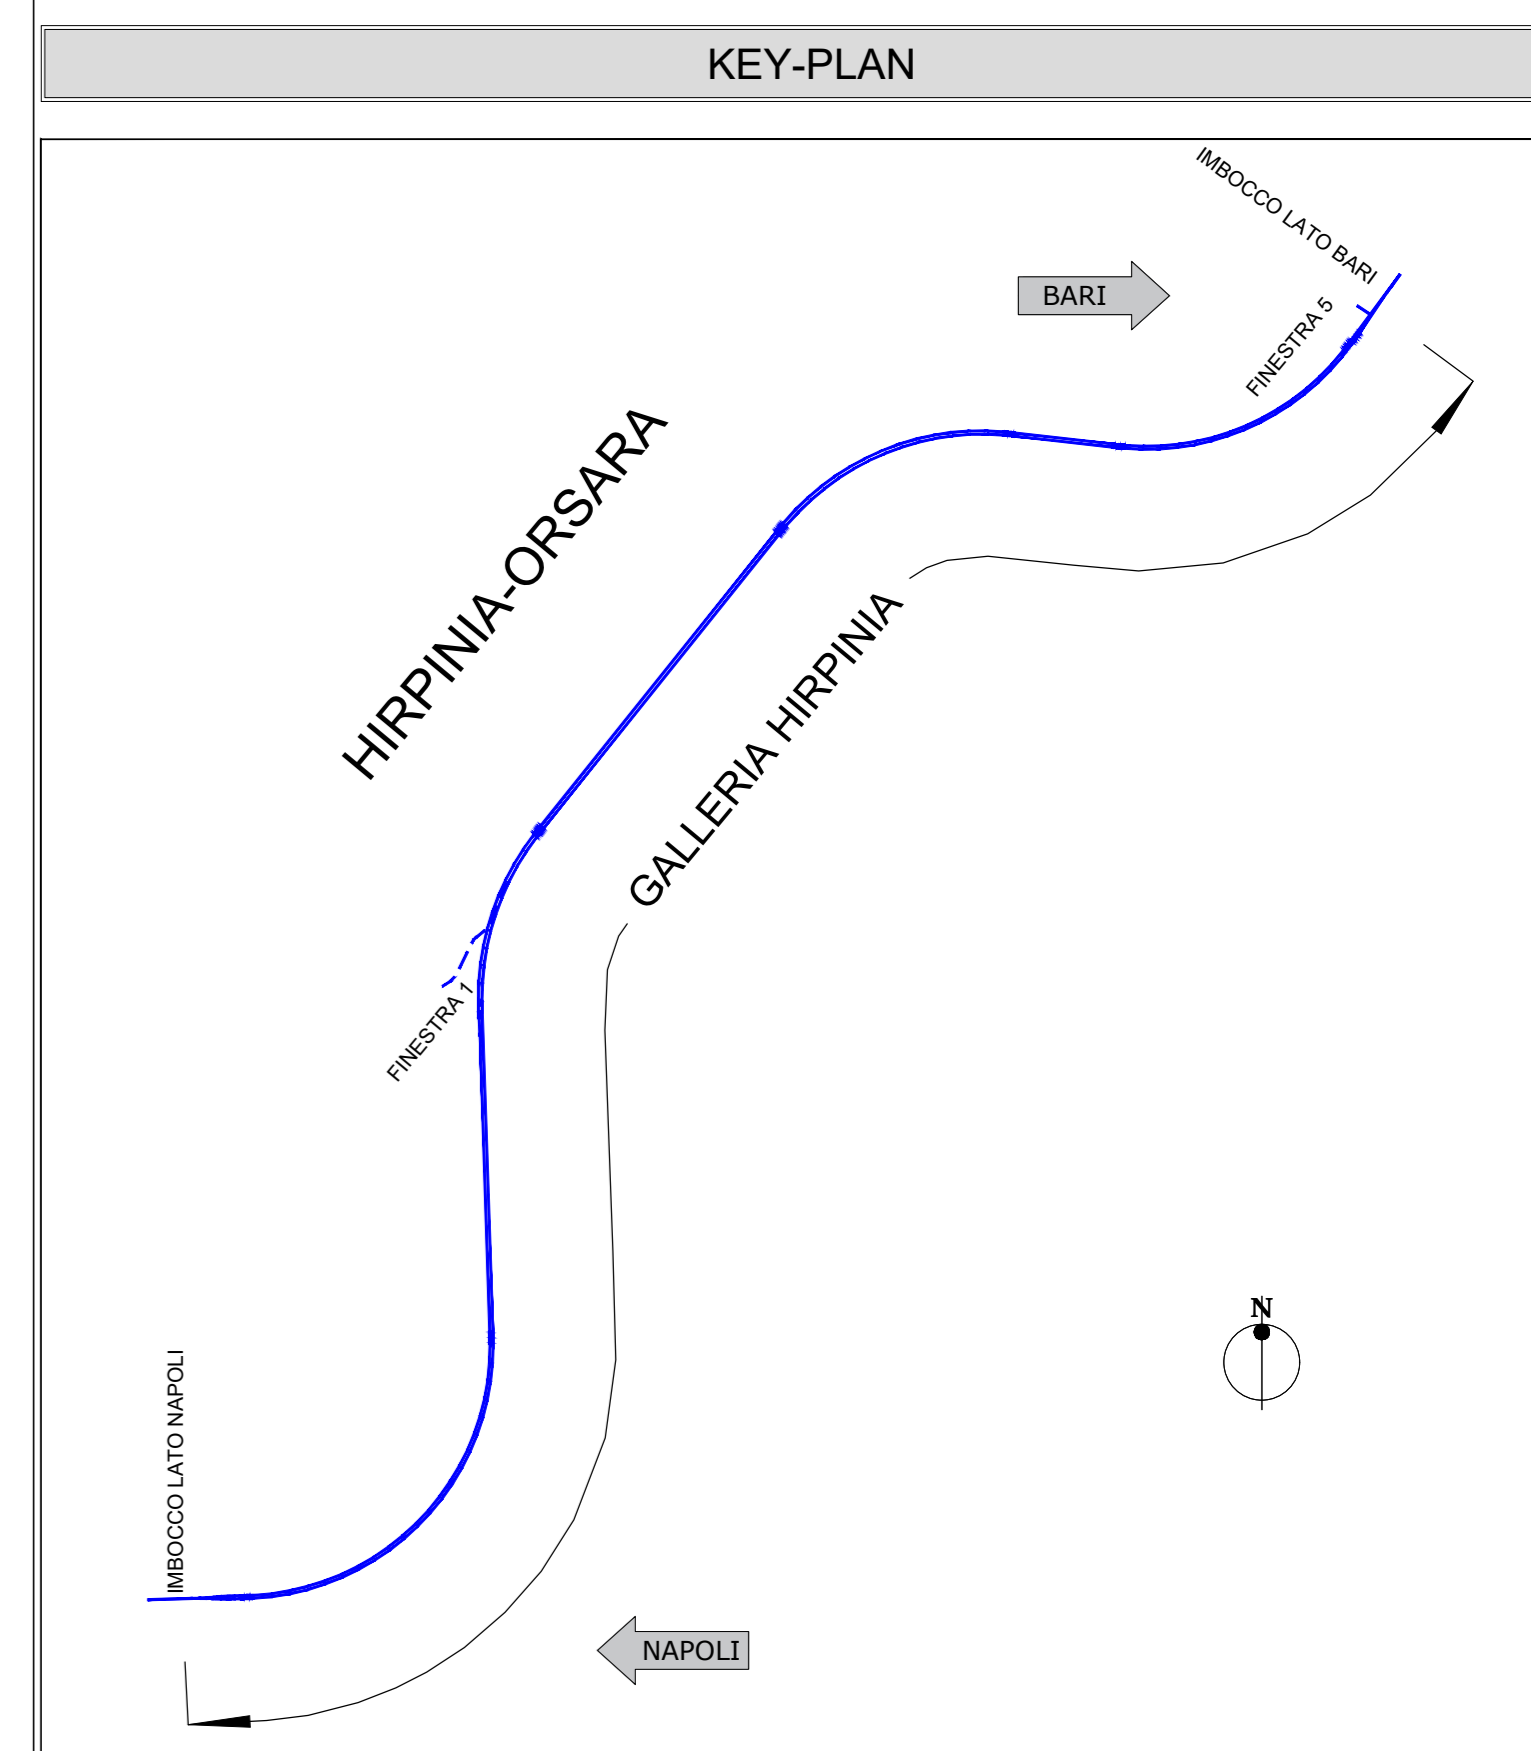 KEY-PLAN
IMBOCCO LATO BARI
BARI
FINESTRA 5
HIRPINIA-ORSARA
GALLERIA HIRPINIA
FINESTRA 1
N
IMBOCCO LATO NAPOLI
NAPOLI